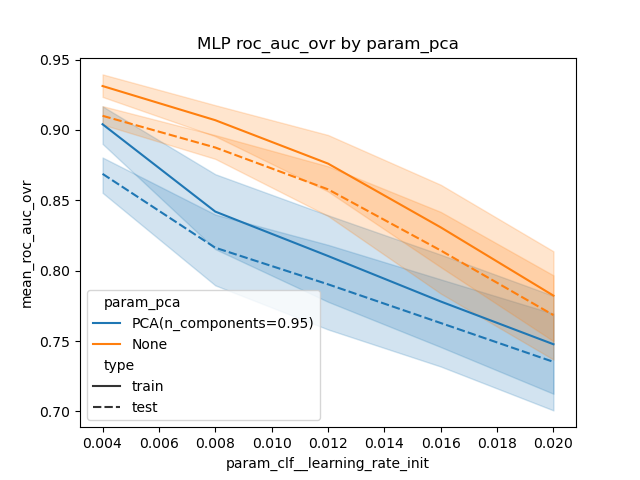 MLP roc_auc_ovr by param_pca
mean_roc_auc_ovr
0.95
0.90
0.85
0.80
0.75
0.70
param_pca
PCA(n_components=0.95)
None
type
train
test
0.004 0.006 0.008 0.010 0.012 0.014 0.016 0.018 0.020
param_clf__learning_rate_init